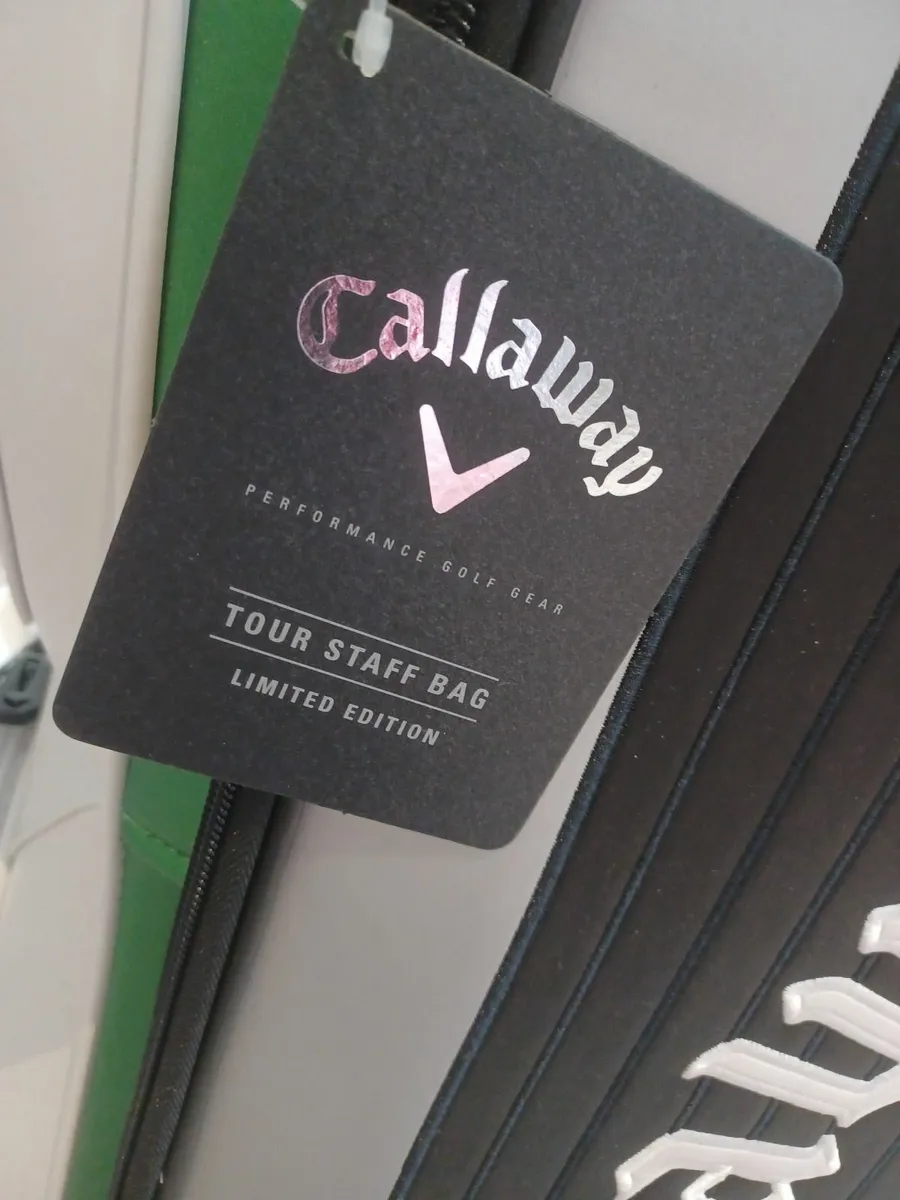 Callaway
PERFORMANCE GOLF GEAR
TOUR STAFF BAG
LIMITED EDITION